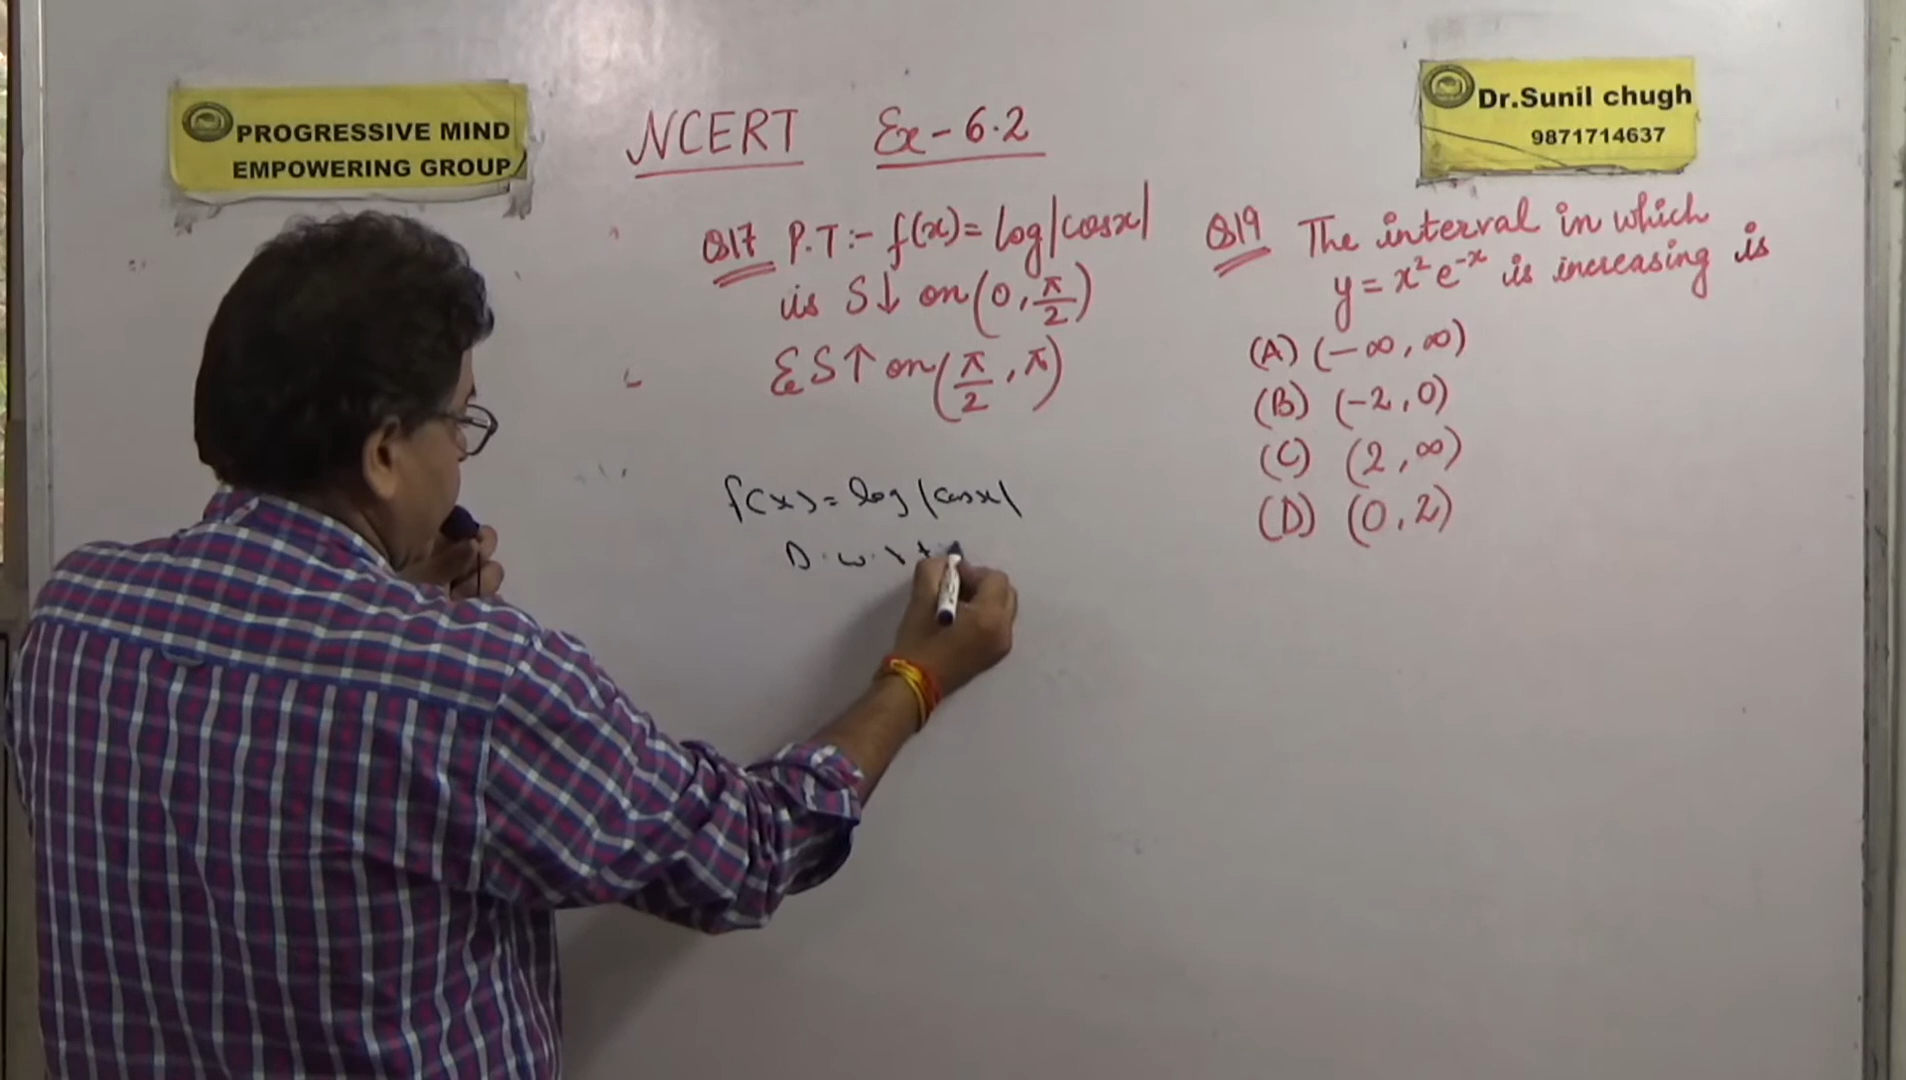 PROGRESSIVE MIND
EMPOWERING GROUP
Dr.Sunil chugh
9871714637
NCERT Ex-6.2
Q17 P.T:- f(x)= log|cosx|
is S↓ on (0, π/2)
& S↑ on (π/2, π)
f(x) = log |cosx|
D.w.r.t
Q19 The interval in which
y = x² e⁻ˣ is increasing is
(A) (-∞, ∞)
(B) (-2, 0)
(C) (2, ∞)
(D) (0, 2)